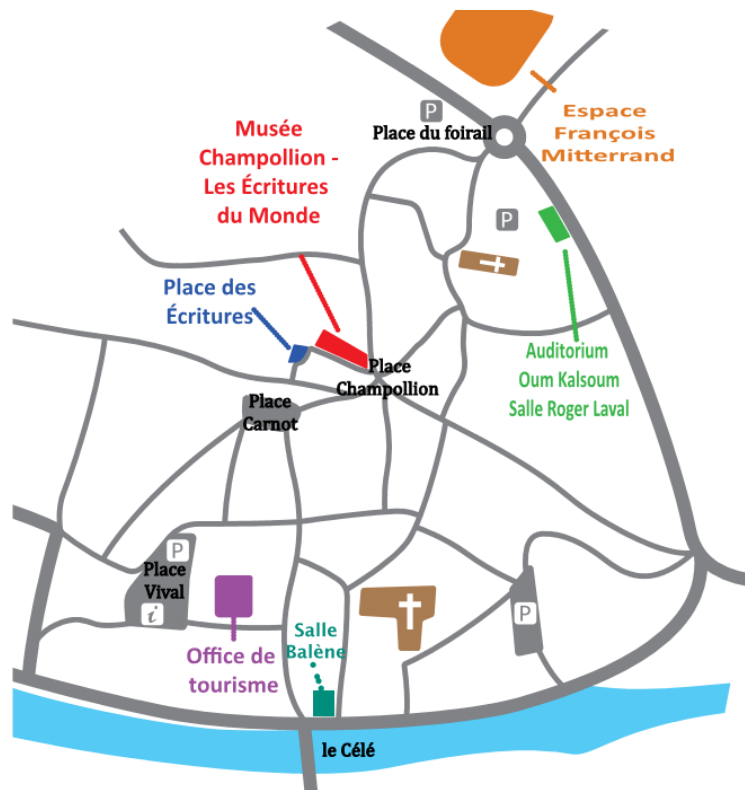 P
Place du foirail
Espace
François
Mitterrand
Musée
Champollion -
Les Écritures
du Monde
P
Place des
Écritures
Place
Champollion
Auditorium
Oum Kalsoum
Salle Roger Laval
Place
Carnot
P
Place
Vival
i
P
Salle
Balène
Office de
tourisme
le Célé